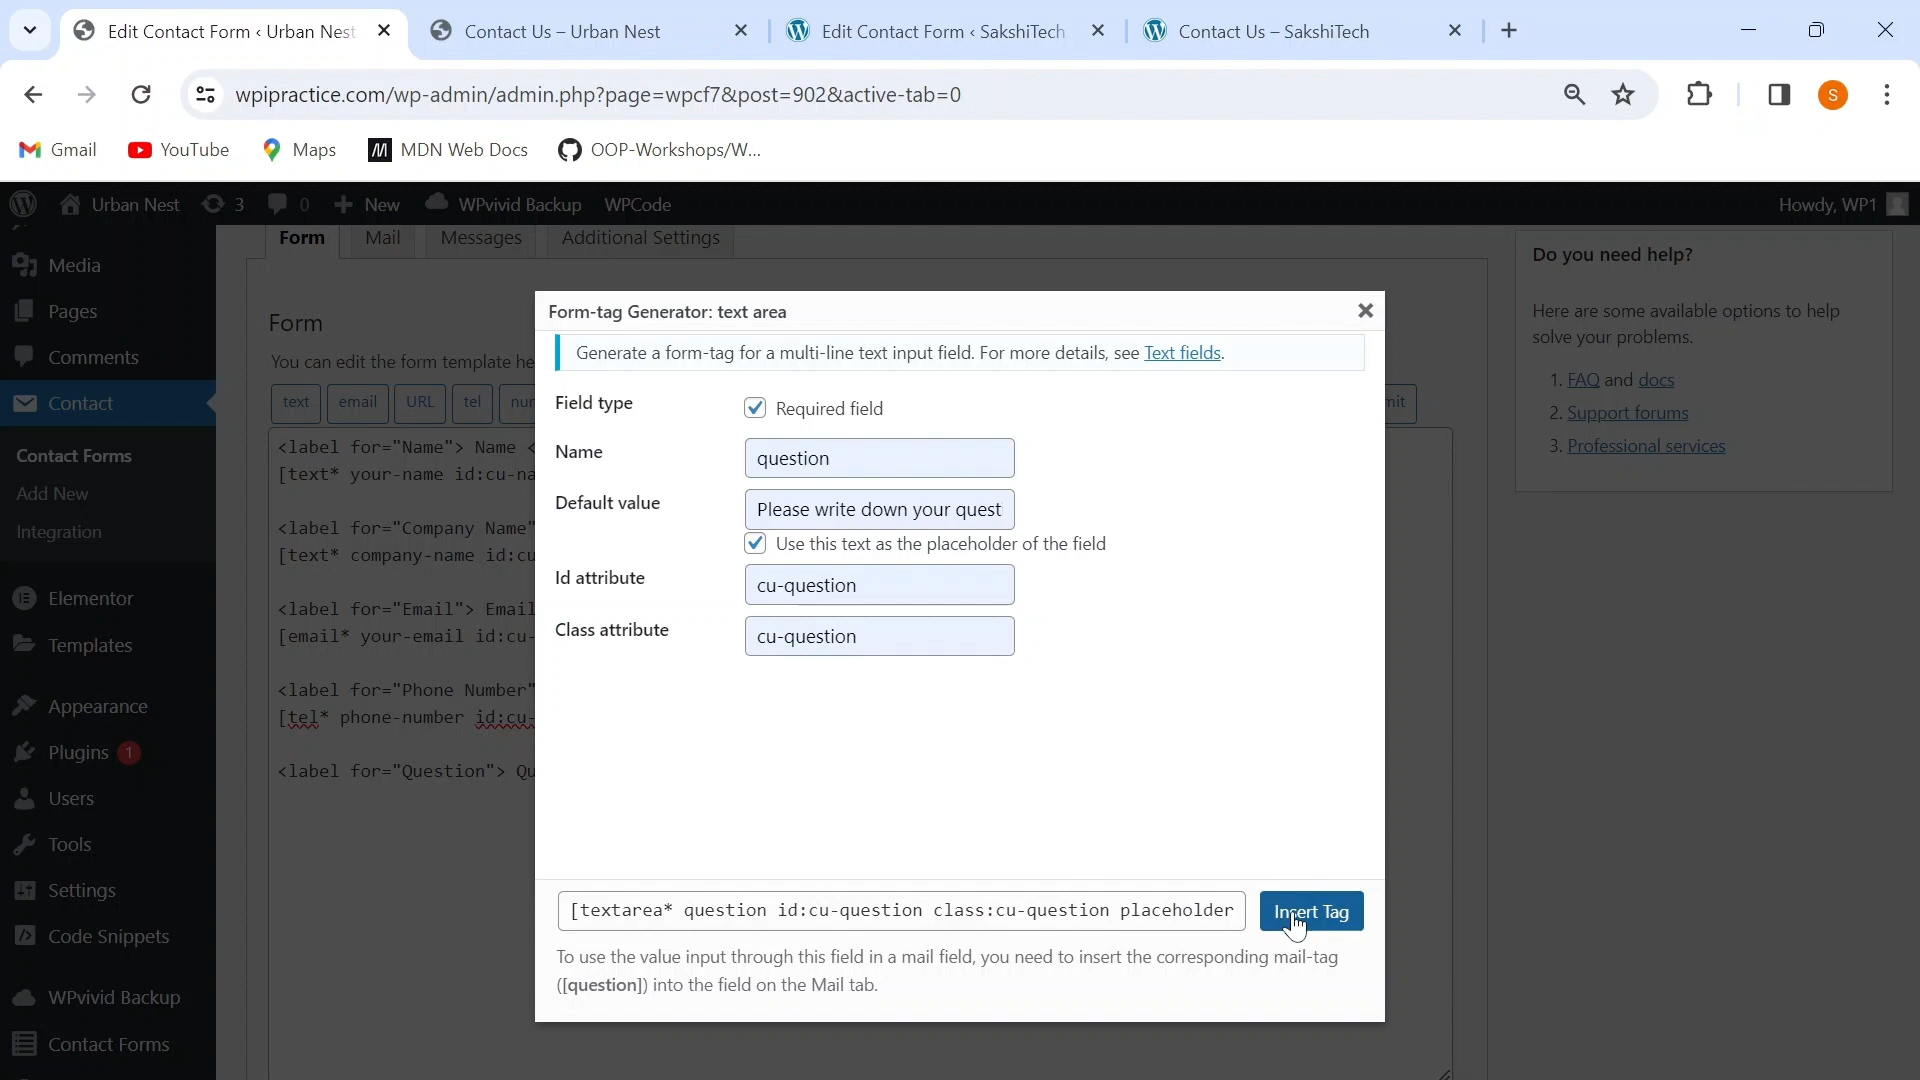 Edit Contact Form ‹ Urban Nest
Contact Us – Urban Nest
Edit Contact Form ‹ SakshiTech
Contact Us – SakshiTech
wpipractice.com/wp-admin/admin.php?page=wpcf7&post=902&active-tab=0
S
Gmail
YouTube
Maps
MDN Web Docs
OOP-Workshops/W...
Urban Nest
3
0
New
WPvivid Backup
WPCode
Howdy, WP1
Media
Pages
Comments
Contact
Contact Forms
Add New
Integration
Elementor
Templates
Appearance
Plugins 1
Users
Tools
Settings
Code Snippets
WPvivid Backup
Contact Forms
Form
Mail
Messages
Additional Settings
Form
You can edit the form template he
text
email
URL
tel
nu
mit
<label for="Name"> Name <
[text* your-name id:cu-na
<label for="Company Name"
[text* company-name id:cu
<label for="Email"> Email
[email* your-email id:cu-
<label for="Phone Number"
[tel* phone-number id:cu-
<label for="Question"> Qu
Form-tag Generator: text area
Generate a form-tag for a multi-line text input field. For more details, see Text fields.
Field type
Required field
Name
question
Default value
Please write down your quest
Use this text as the placeholder of the field
Id attribute
cu-question
Class attribute
cu-question
[textarea* question id:cu-question class:cu-question placeholder
Insert Tag
To use the value input through this field in a mail field, you need to insert the corresponding mail-tag
([question]) into the field on the Mail tab.
Do you need help?
Here are some available options to help
solve your problems.
1. FAQ and docs
2. Support forums
3. Professional services